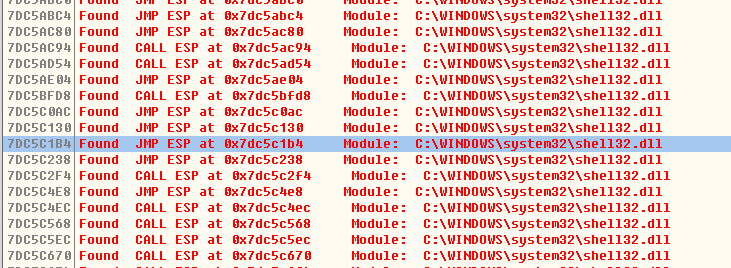 7DC5ABC4 Found JMP ESP at 0x7dc5abc4 Module: C:\WINDOWS\system32\shell32.dll
7DC5AC80 Found JMP ESP at 0x7dc5ac80 Module: C:\WINDOWS\system32\shell32.dll
7DC5AC94 Found CALL ESP at 0x7dc5ac94 Module: C:\WINDOWS\system32\shell32.dll
7DC5AD54 Found CALL ESP at 0x7dc5ad54 Module: C:\WINDOWS\system32\shell32.dll
7DC5AE04 Found JMP ESP at 0x7dc5ae04 Module: C:\WINDOWS\system32\shell32.dll
7DC5BFD8 Found CALL ESP at 0x7dc5bfd8 Module: C:\WINDOWS\system32\shell32.dll
7DC5C0AC Found JMP ESP at 0x7dc5c0ac Module: C:\WINDOWS\system32\shell32.dll
7DC5C130 Found JMP ESP at 0x7dc5c130 Module: C:\WINDOWS\system32\shell32.dll
7DC5C1B4 Found JMP ESP at 0x7dc5c1b4 Module: C:\WINDOWS\system32\shell32.dll
7DC5C238 Found JMP ESP at 0x7dc5c238 Module: C:\WINDOWS\system32\shell32.dll
7DC5C2F4 Found CALL ESP at 0x7dc5c2f4 Module: C:\WINDOWS\system32\shell32.dll
7DC5C4E8 Found JMP ESP at 0x7dc5c4e8 Module: C:\WINDOWS\system32\shell32.dll
7DC5C4EC Found CALL ESP at 0x7dc5c4ec Module: C:\WINDOWS\system32\shell32.dll
7DC5C568 Found CALL ESP at 0x7dc5c568 Module: C:\WINDOWS\system32\shell32.dll
7DC5C5EC Found CALL ESP at 0x7dc5c5ec Module: C:\WINDOWS\system32\shell32.dll
7DC5C670 Found CALL ESP at 0x7dc5c670 Module: C:\WINDOWS\system32\shell32.dll